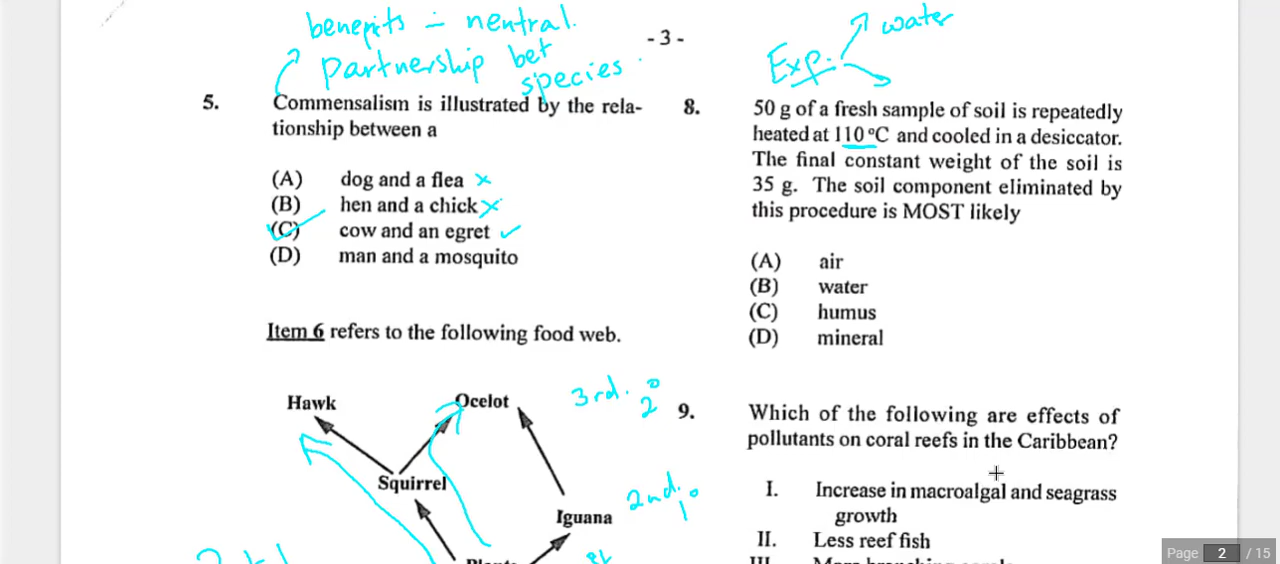 benefits – neutral.
Partnership bet
species.
- 3 -
Exp:
water
5. Commensalism is illustrated by the rela-
tionship between a
(A) dog and a flea x
(B) hen and a chick x
(C) cow and an egret ✓
(D) man and a mosquito
Item 6 refers to the following food web.
Hawk
Ocelot
3rd. 2°
Squirrel
2nd. 1°
Iguana
8. 50 g of a fresh sample of soil is repeatedly
heated at 110 °C and cooled in a desiccator.
The final constant weight of the soil is
35 g. The soil component eliminated by
this procedure is MOST likely
(A) air
(B) water
(C) humus
(D) mineral
9. Which of the following are effects of
pollutants on coral reefs in the Caribbean?
I. Increase in macroalgal and seagrass
growth
II. Less reef fish
III.
Page 2 / 15